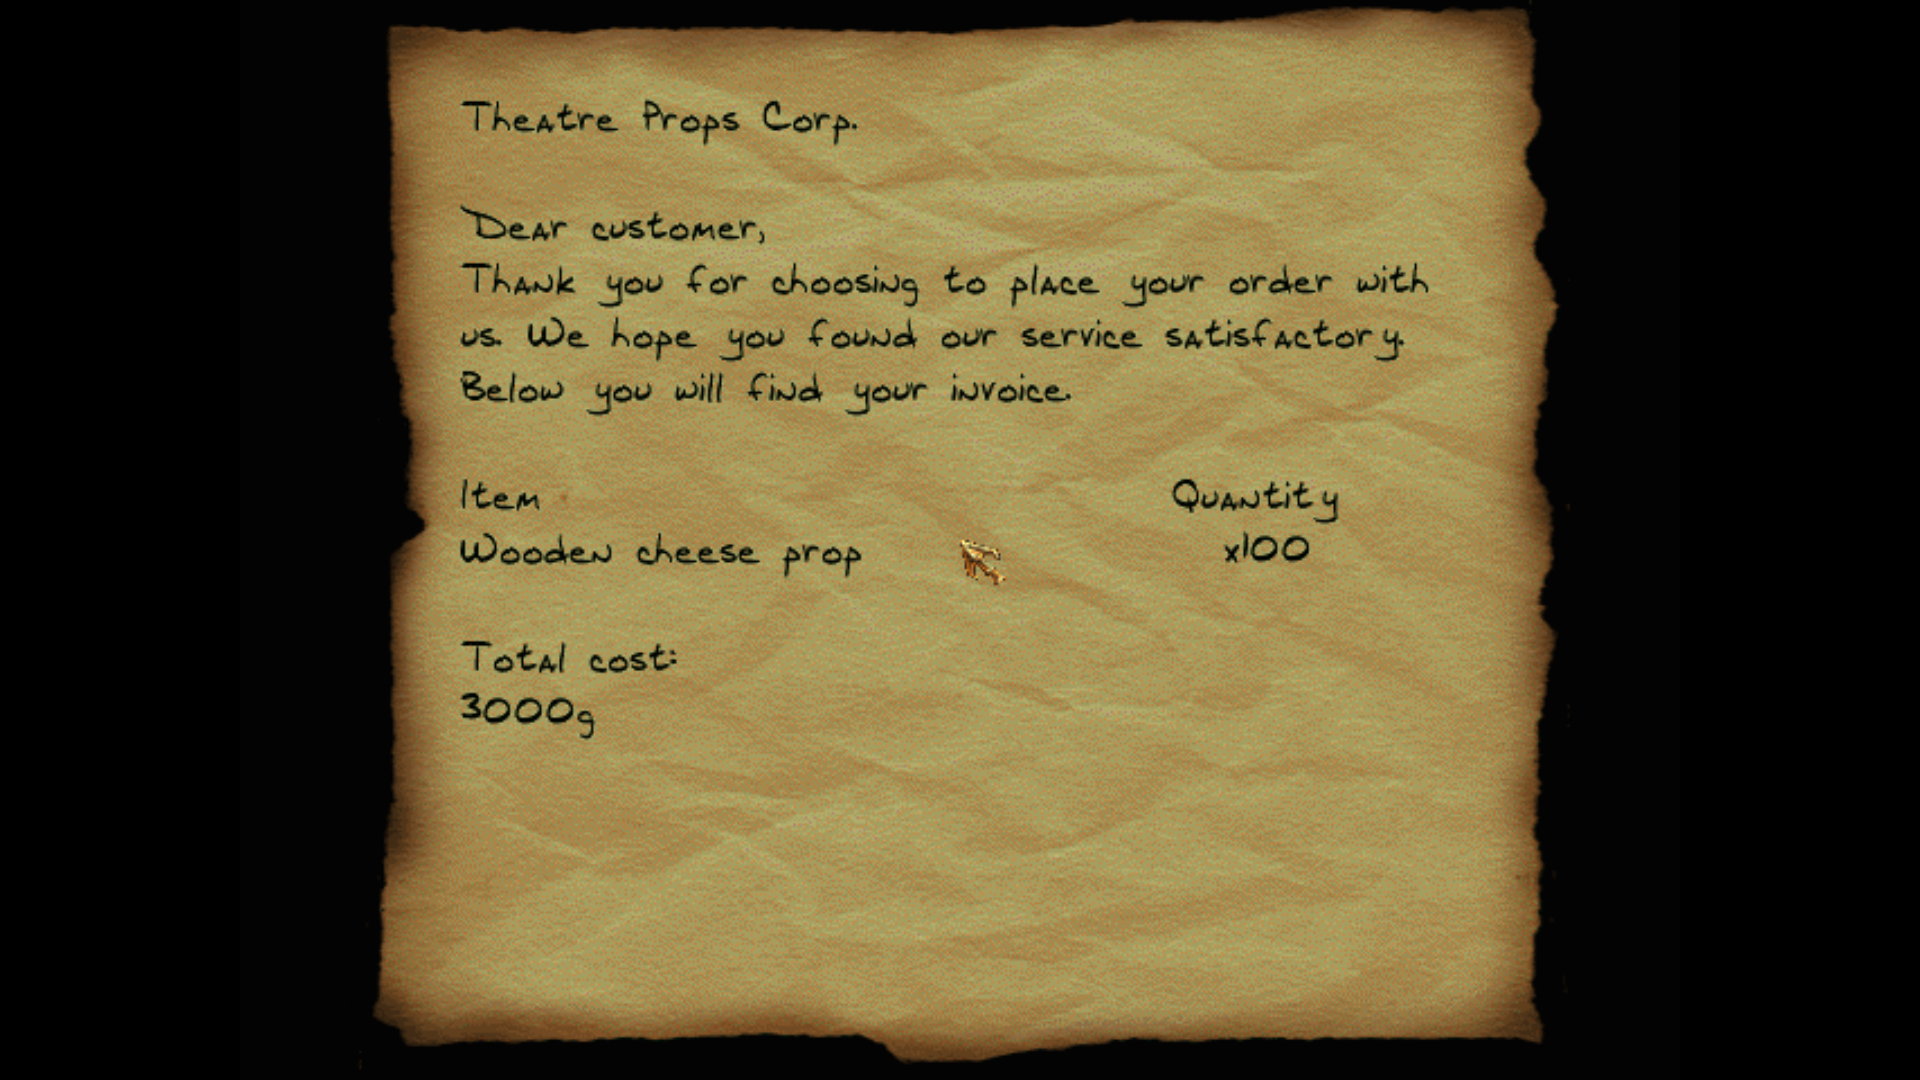 Theatre Props Corp.
Dear customer,
Thank you for choosing to place your order with
us. We hope you found our service satisfactory.
Below you will find your invoice.
Item Quantity
Wooden cheese prop x100
Total cost:
3000g